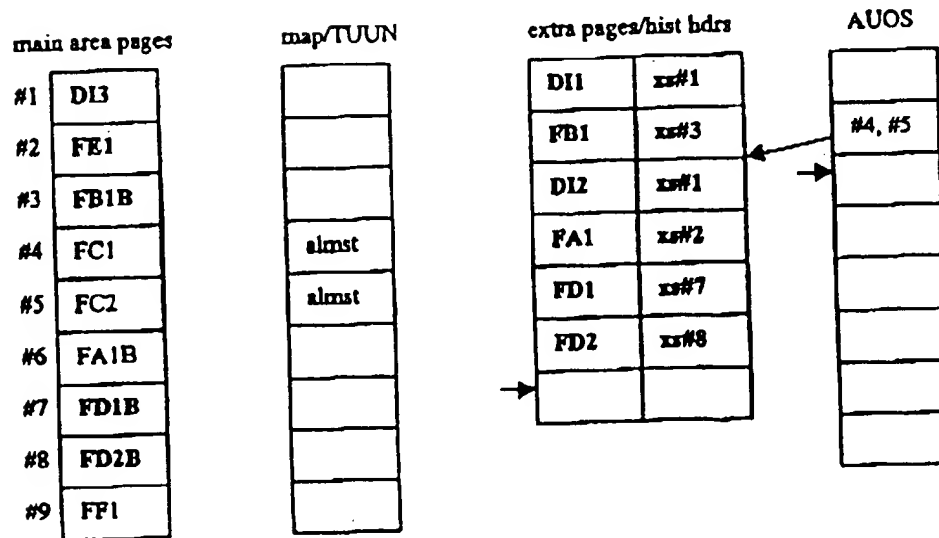 main area pages
map/TUUN
extra pages/hist hdrs
AUOS
#1 DI3
#2 FE1
#3 FB1B
#4 FC1
#5 FC2
#6 FA1B
#7 FD1B
#8 FD2B
#9 FF1
almst
almst
DI1 xs#1
FB1 xs#3
DI2 xs#1
FA1 xs#2
FD1 xs#7
FD2 xs#8
#4, #5